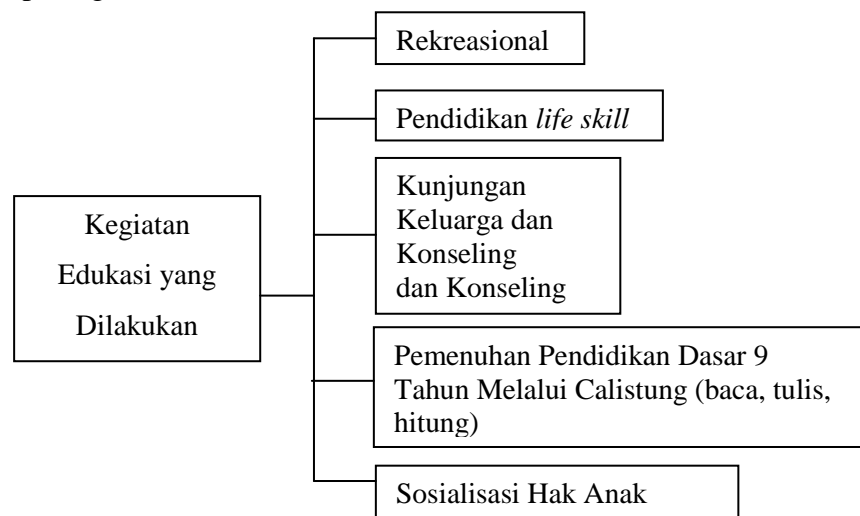 Rekreasional
Pendidikan life skill
Kunjungan
Keluarga dan
Konseling
dan Konseling
Kegiatan
Edukasi yang
Dilakukan
Pemenuhan Pendidikan Dasar 9
Tahun Melalui Calistung (baca, tulis,
hitung)
Sosialisasi Hak Anak